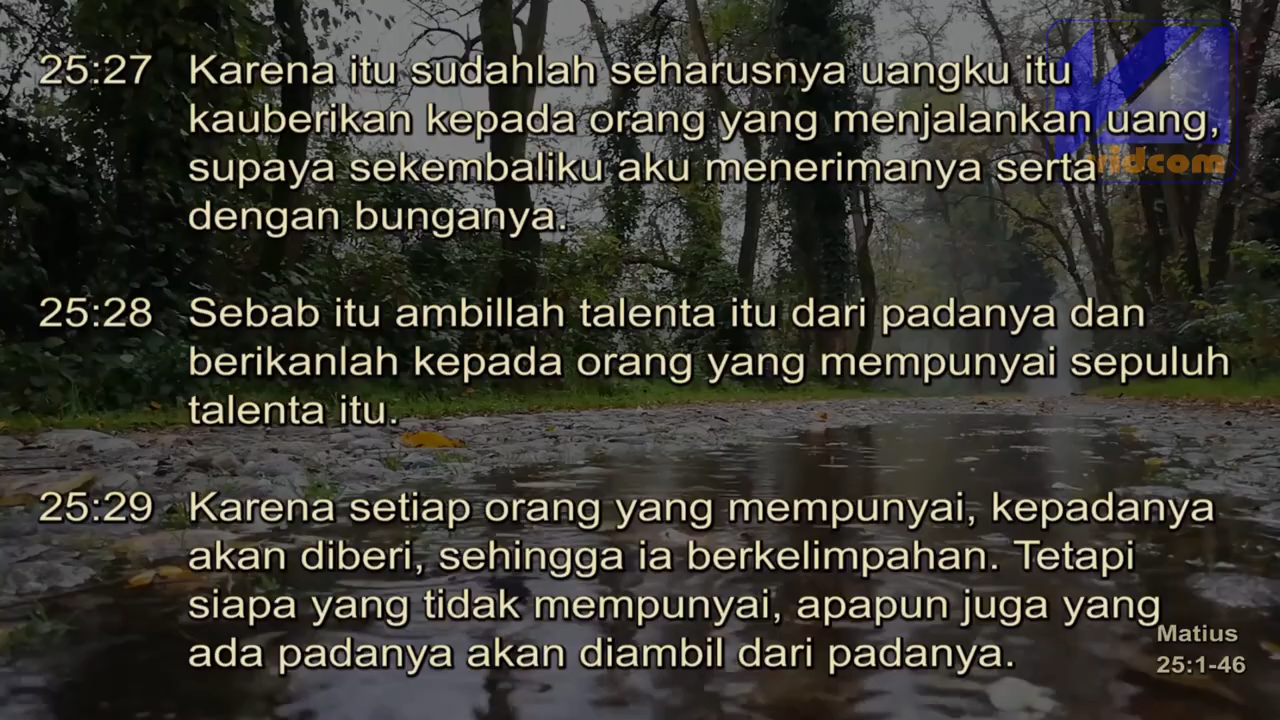 25:27 Karena itu sudahlah seharusnya uangku itu
kauberikan kepada orang yang menjalankan uang,
supaya sekembaliku aku menerimanya serta
dengan bunganya.
25:28 Sebab itu ambillah talenta itu dari padanya dan
berikanlah kepada orang yang mempunyai sepuluh
talenta itu.
25:29 Karena setiap orang yang mempunyai, kepadanya
akan diberi, sehingga ia berkelimpahan. Tetapi
siapa yang tidak mempunyai, apapun juga yang
ada padanya akan diambil dari padanya.
Matius
25:1-46